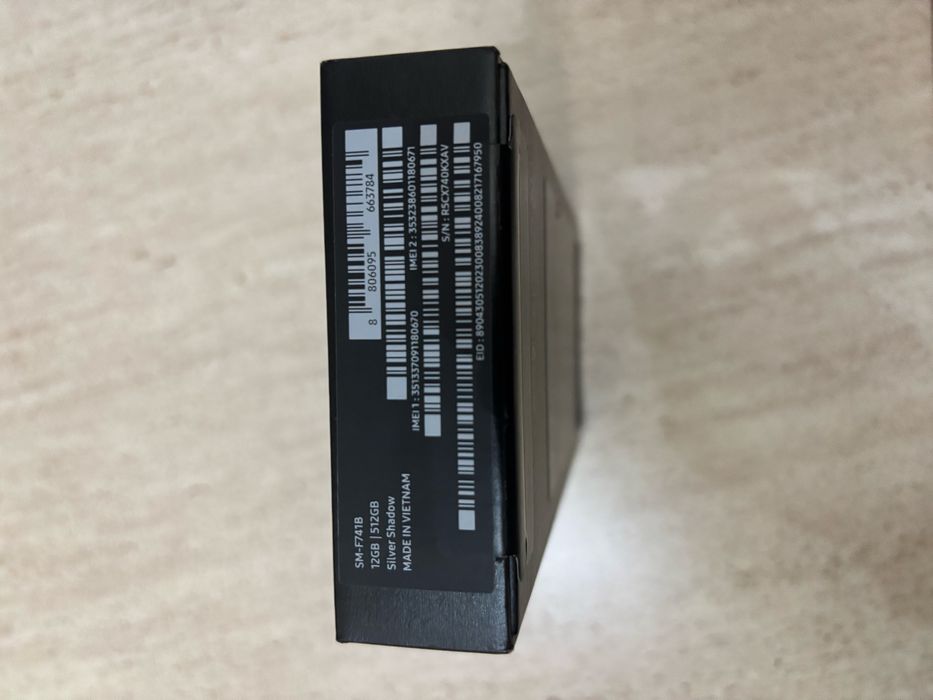 SM-F741B
12GB | 512GB
Silver Shadow
MADE IN VIETNAM
8 806095 663784
IMEI 1 : 351337091180670
IMEI 2 : 353238601180671
S/N : R5CX740KXAV
EID : 89043051202300838924008217167950